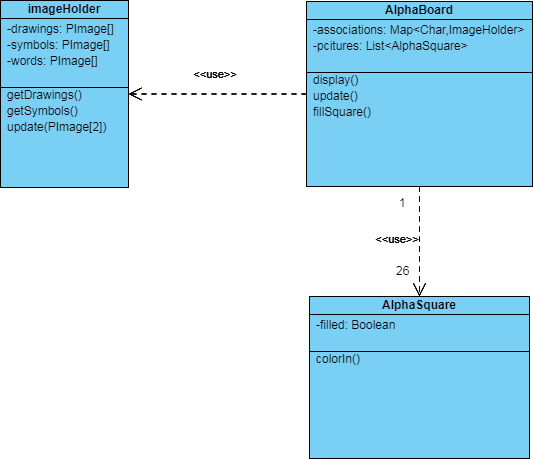 imageHolder
-drawings: PImage[]
-symbols: PImage[]
-words: PImage[]
getDrawings()
getSymbols()
update(PImage[2])
<<use>>
AlphaBoard
-associations: Map<Char,ImageHolder>
-pcitures: List<AlphaSquare>
display()
update()
fillSquare()
1
<<use>>
26
AlphaSquare
-filled: Boolean
colorIn()